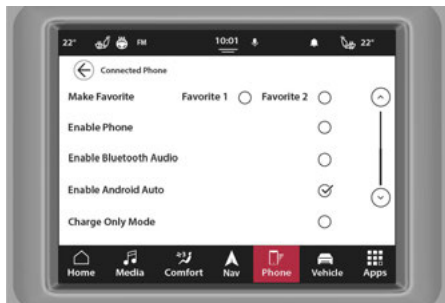 22° FM 10:01 22°
Connected Phone
Make Favorite Favorite 1 Favorite 2
Enable Phone
Enable Bluetooth Audio
Enable Android Auto
Charge Only Mode
Home Media Comfort Nav Phone Vehicle Apps